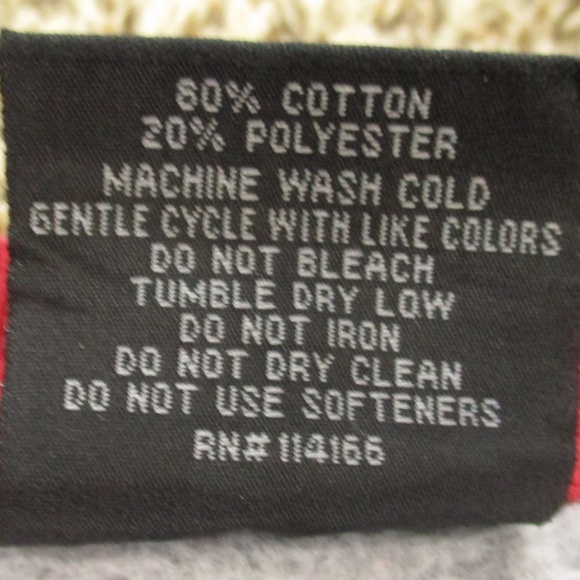 80% COTTON
20% POLYESTER
MACHINE WASH COLD
GENTLE CYCLE WITH LIKE COLORS
DO NOT BLEACH
TUMBLE DRY LOW
DO NOT IRON
DO NOT DRY CLEAN
DO NOT USE SOFTENERS
RN# 114166